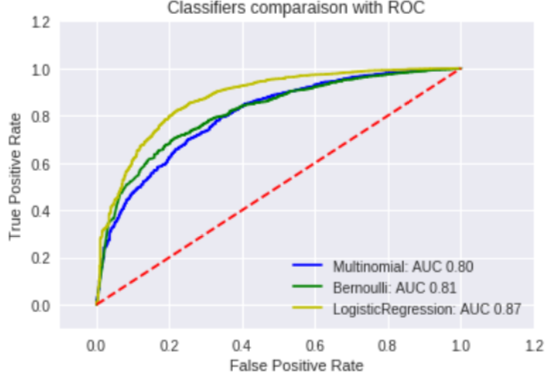 Classifiers comparaison with ROC
1.2
1.0
0.8
0.6
0.4
0.2
0.0
True Positive Rate
Multinomial: AUC 0.80
Bernoulli: AUC 0.81
LogisticRegression: AUC 0.87
0.0 0.2 0.4 0.6 0.8 1.0 1.2
False Positive Rate